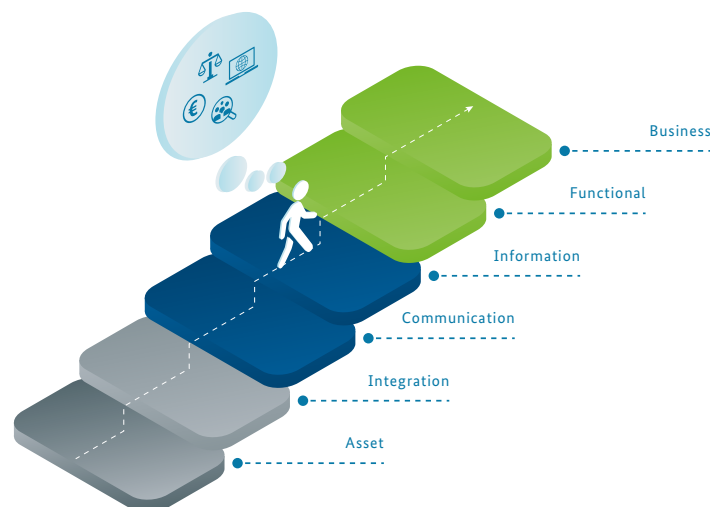 Business
Functional
Information
Communication
Integration
Asset
€